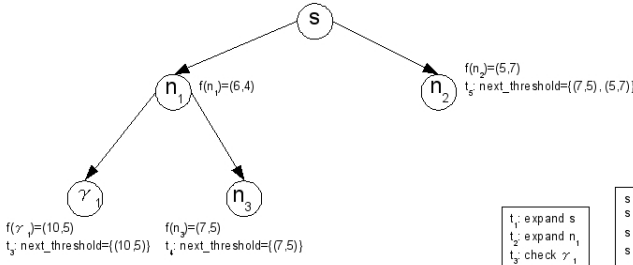 s
n1 f(n1)=(6,4)
n2
f(n2)=(5,7)
t5: next_threshold={(7,5), (5,7)}
γ1
n3
f(γ1)=(10,5)
t3: next_threshold={(10,5)}
f(n3)=(7,5)
t4: next_threshold={(7,5)}
t1: expand s
t2: expand n1
t3: check γ1
s
s
s
s